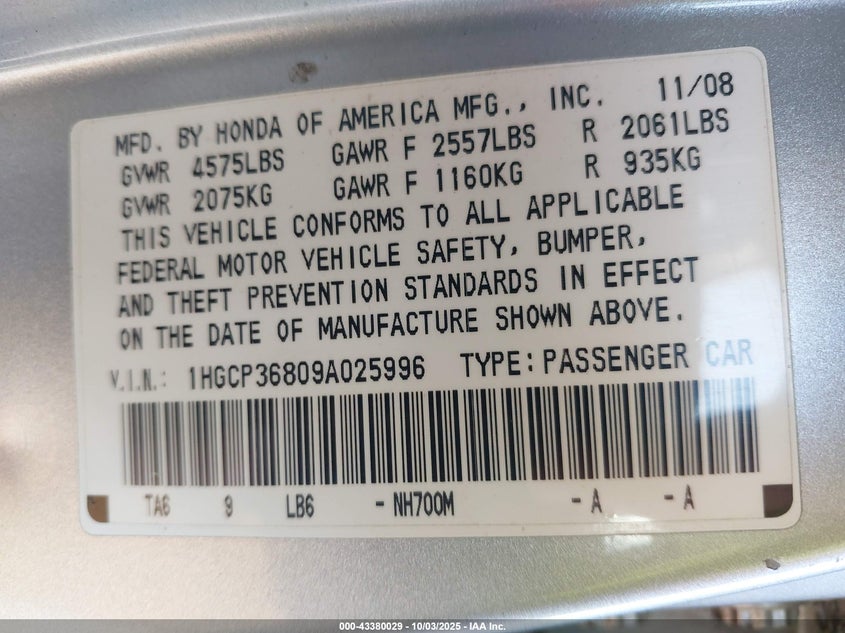 MFD. BY HONDA OF AMERICA MFG., INC. 11/08
GVWR 4575LBS GAWR F 2557LBS R 2061LBS
GVWR 2075KG GAWR F 1160KG R 935KG
THIS VEHICLE CONFORMS TO ALL APPLICABLE
FEDERAL MOTOR VEHICLE SAFETY, BUMPER,
AND THEFT PREVENTION STANDARDS IN EFFECT
ON THE DATE OF MANUFACTURE SHOWN ABOVE.
V.I.N.: 1HGCP36809A025996 TYPE: PASSENGER CAR
TA6 9 LB6 - NH700M - A - A
000-43380029 - 10/03/2025 - IAA Inc.